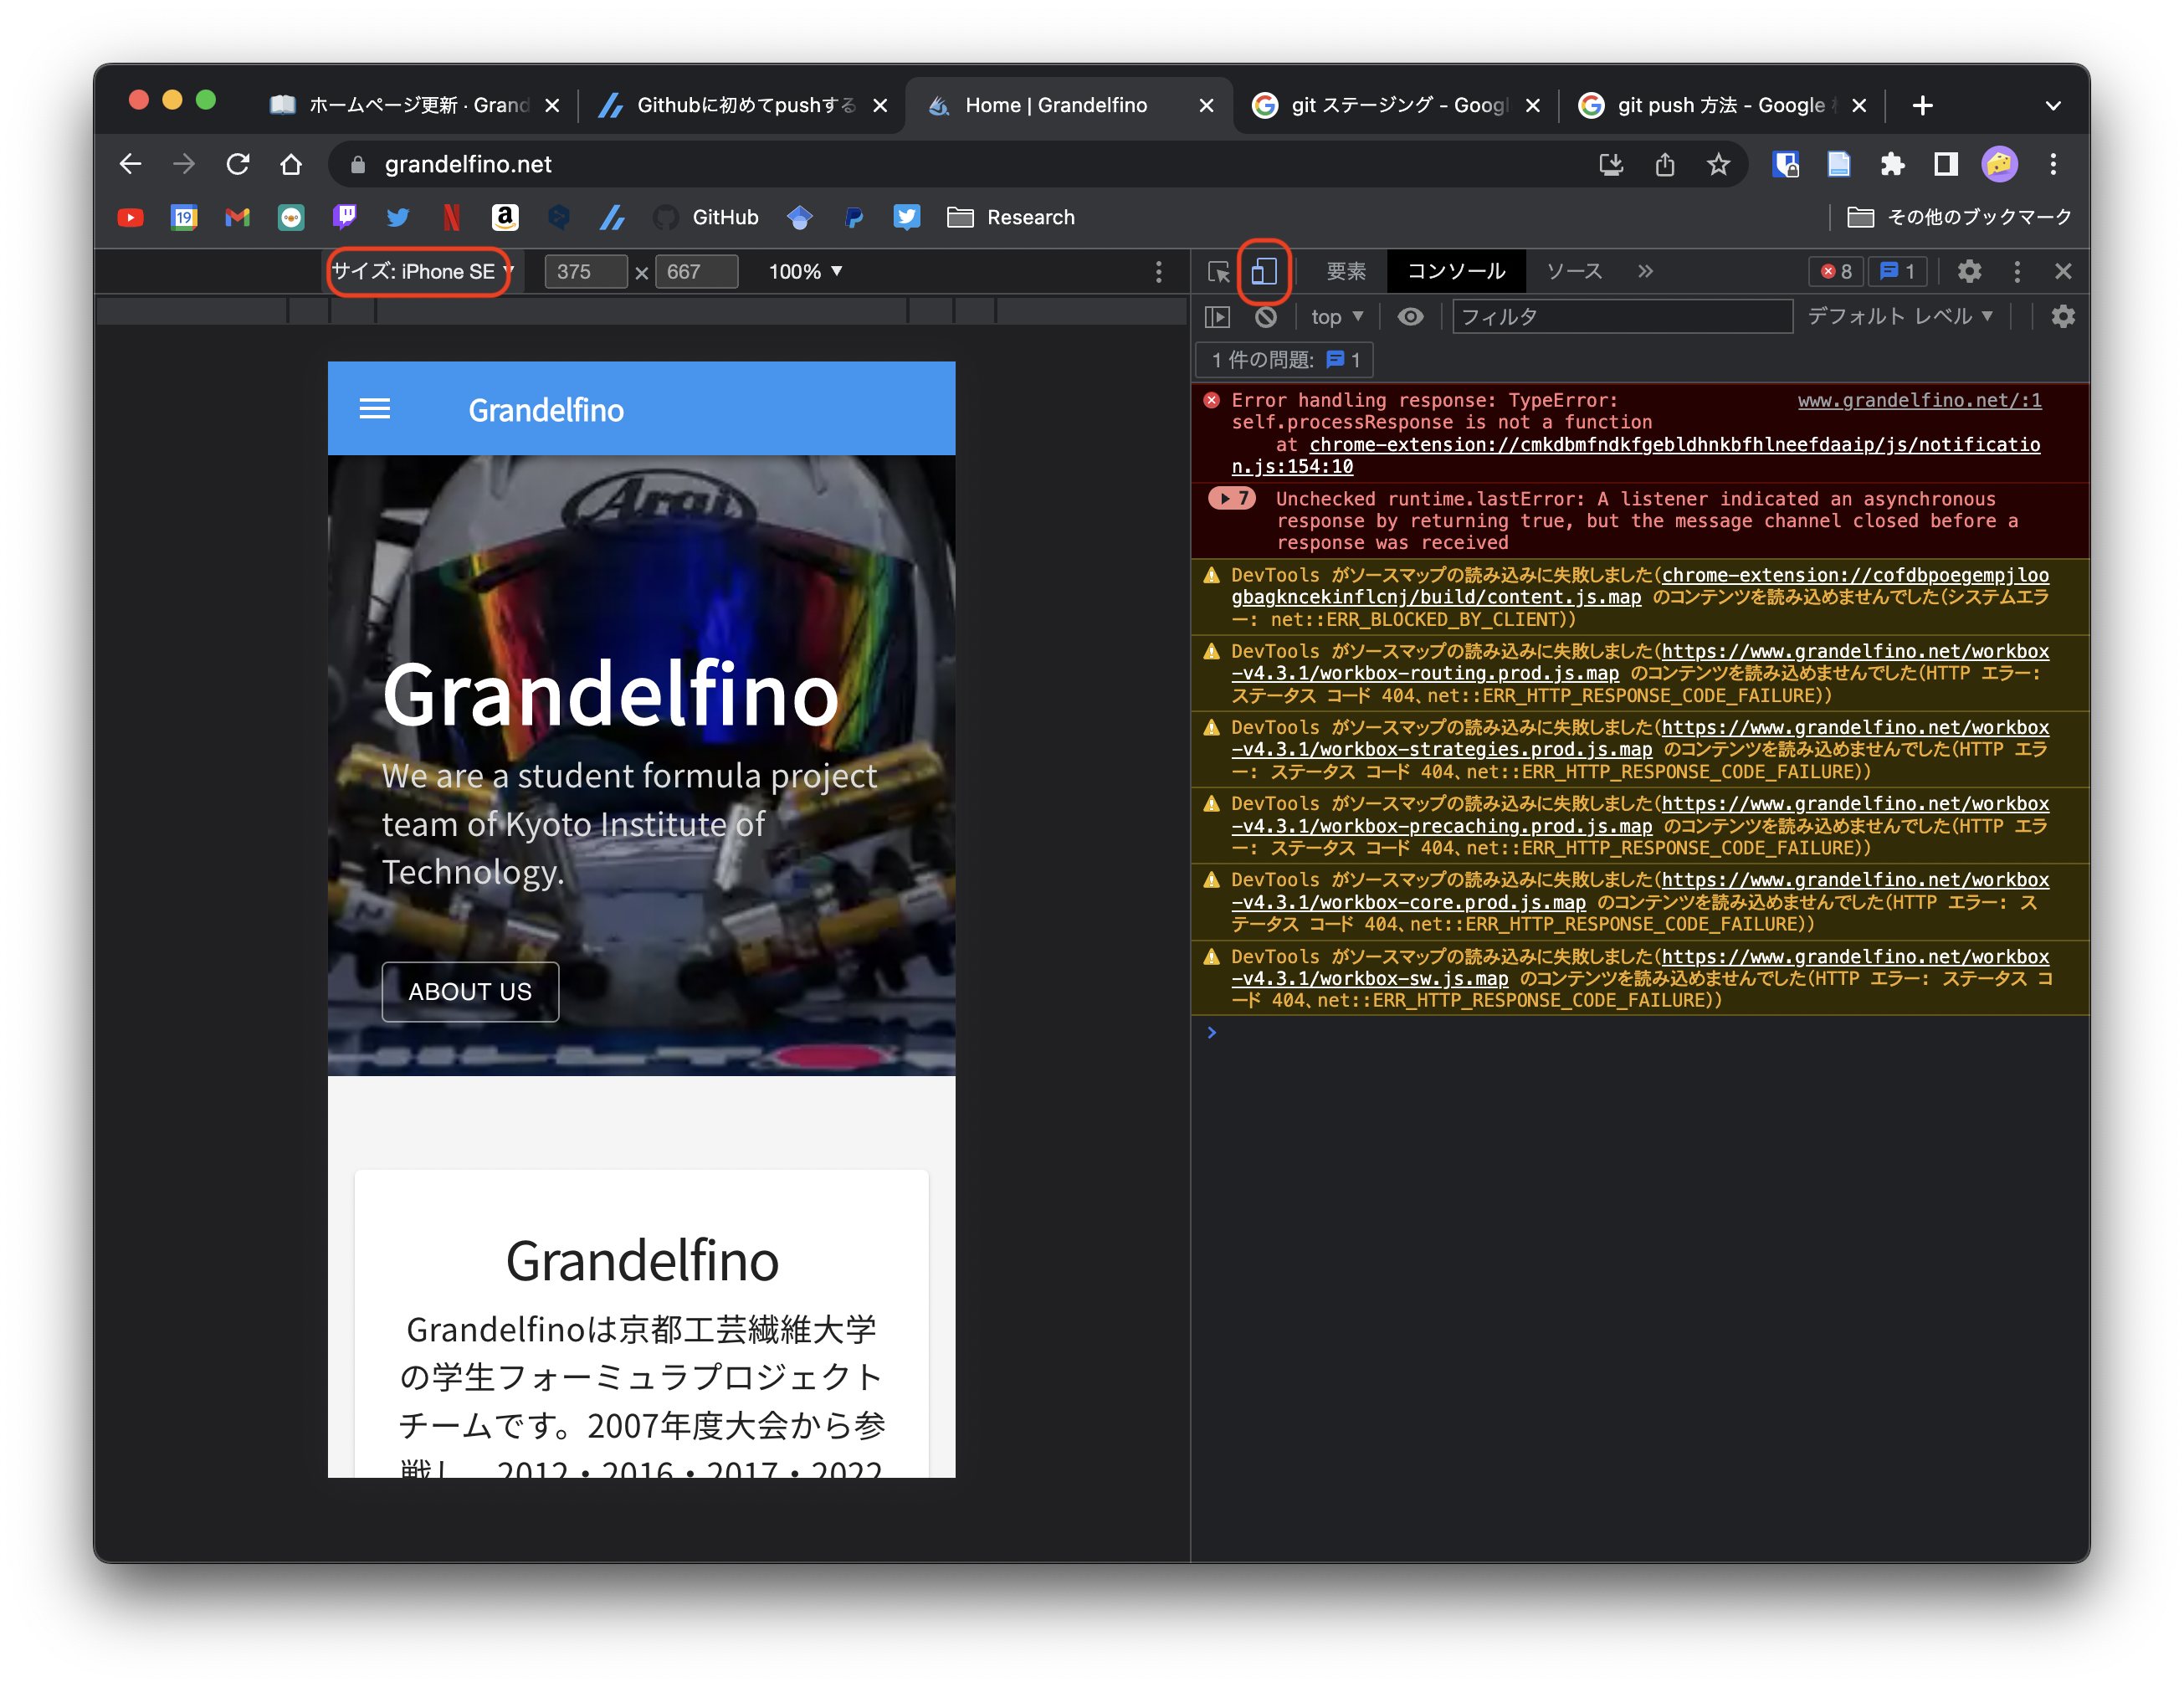 ホームページ更新 · Grand
Githubに初めてpushする
Home | Grandelfino
git ステージング - Googl
git push 方法 - Google
grandelfino.net
19
GitHub
Research
その他のブックマーク
サイズ: iPhone SE
375 × 667
100%
要素
コンソール
ソース
8
1
top
フィルタ
デフォルト レベル
1 件の問題: 1
Grandelfino
Arai
Grandelfino
We are a student formula project
team of Kyoto Institute of
Technology.
ABOUT US
Grandelfino
Grandelfinoは京都工芸繊維大学
の学生フォーミュラプロジェクト
チームです。2007年度大会から参
戦し、2012・2016・2017・2022
Error handling response: TypeError: www.grandelfino.net/:1
self.processResponse is not a function
at chrome-extension://cmkdbmfndkfgebldhnkbfhlneefdaaip/js/notificatio
n.js:154:10
7 Unchecked runtime.lastError: A listener indicated an asynchronous
response by returning true, but the message channel closed before a
response was received
DevTools がソースマップの読み込みに失敗しました(chrome-extension://cofdbpoegempjloo
gbagkncekinflcnj/build/content.js.map のコンテンツを読み込めませんでした(システムエラ
ー: net::ERR_BLOCKED_BY_CLIENT))
DevTools がソースマップの読み込みに失敗しました(https://www.grandelfino.net/workbox
-v4.3.1/workbox-routing.prod.js.map のコンテンツを読み込めませんでした(HTTP エラー:
ステータス コード 404、net::ERR_HTTP_RESPONSE_CODE_FAILURE))
DevTools がソースマップの読み込みに失敗しました(https://www.grandelfino.net/workbox
-v4.3.1/workbox-strategies.prod.js.map のコンテンツを読み込めませんでした(HTTP エラ
ー: ステータス コード 404、net::ERR_HTTP_RESPONSE_CODE_FAILURE))
DevTools がソースマップの読み込みに失敗しました(https://www.grandelfino.net/workbox
-v4.3.1/workbox-precaching.prod.js.map のコンテンツを読み込めませんでした(HTTP エラ
ー: ステータス コード 404、net::ERR_HTTP_RESPONSE_CODE_FAILURE))
DevTools がソースマップの読み込みに失敗しました(https://www.grandelfino.net/workbox
-v4.3.1/workbox-core.prod.js.map のコンテンツを読み込めませんでした(HTTP エラー: ス
テータス コード 404、net::ERR_HTTP_RESPONSE_CODE_FAILURE))
DevTools がソースマップの読み込みに失敗しました(https://www.grandelfino.net/workbox
-v4.3.1/workbox-sw.js.map のコンテンツを読み込めませんでした(HTTP エラー: ステータス コ
ード 404、net::ERR_HTTP_RESPONSE_CODE_FAILURE))